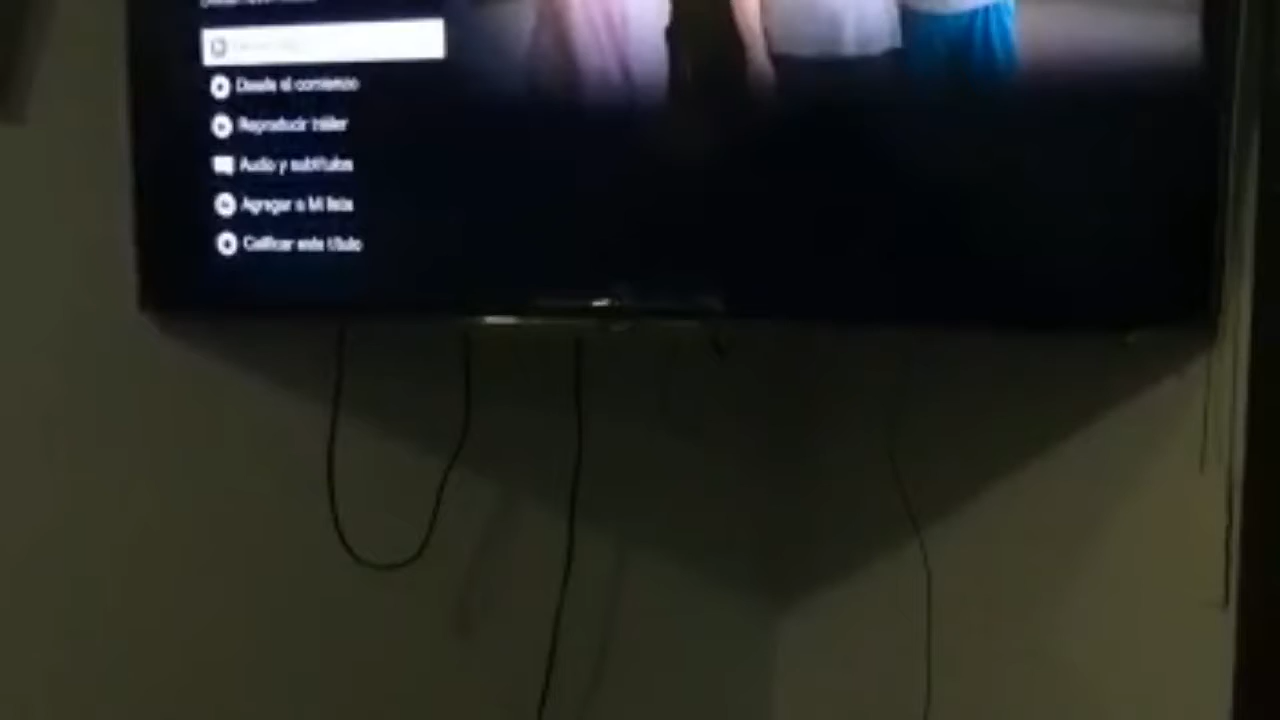 Desde el comienzo
Reproducir tráiler
Audio y subtítulos
Agregar a Mi lista
Calificar este título